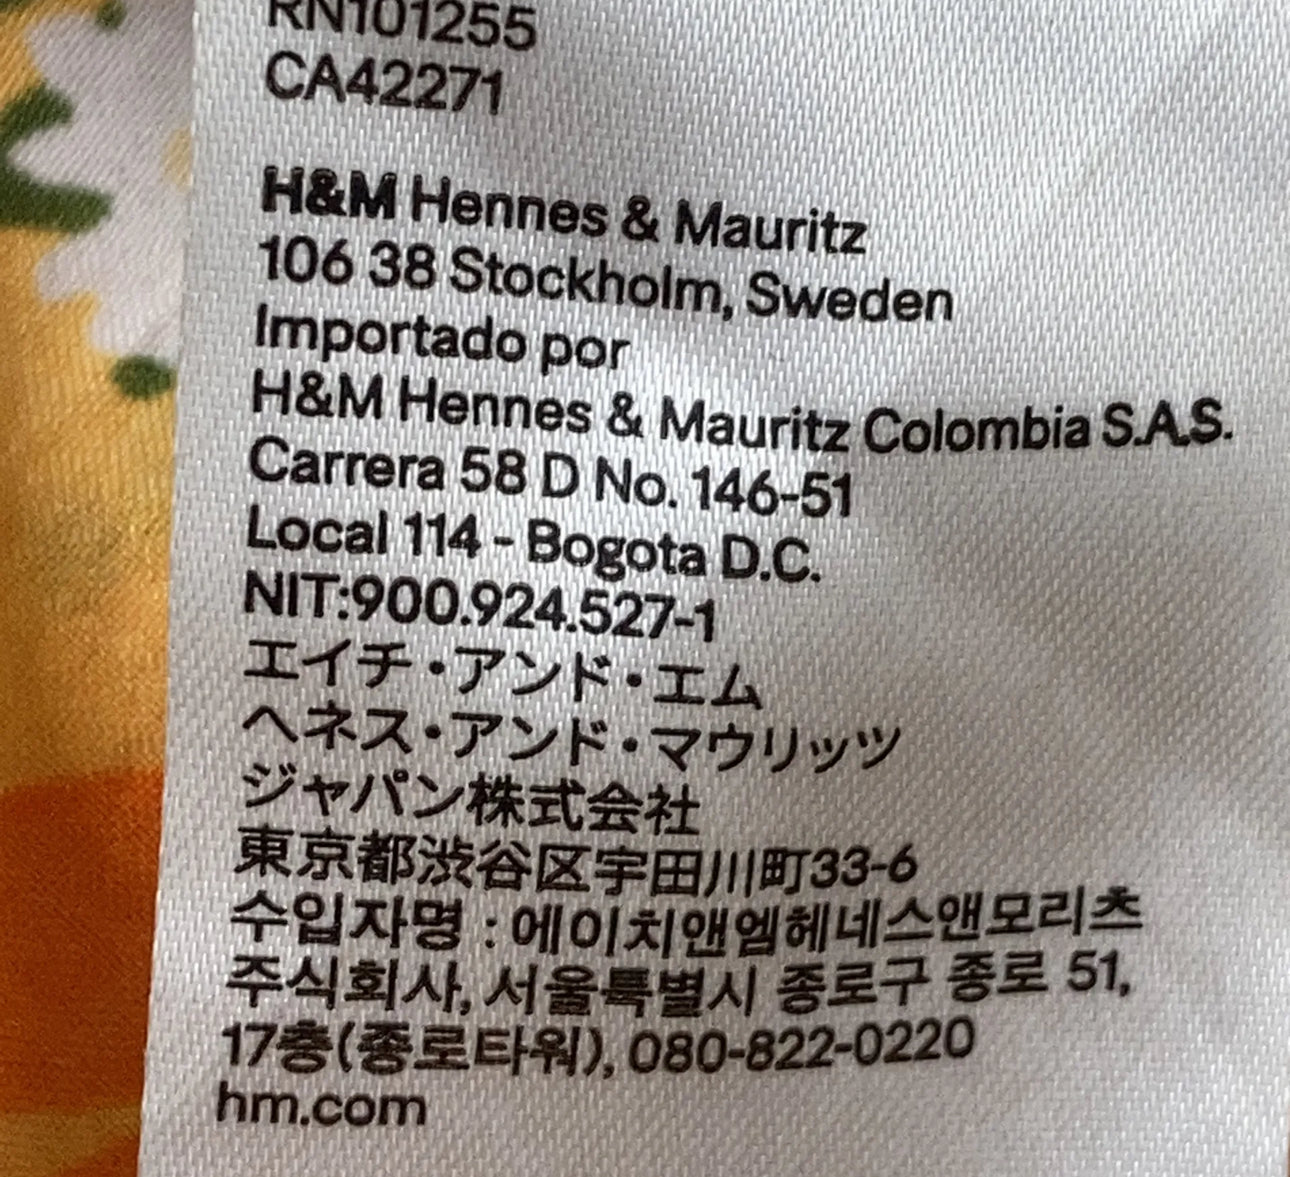 RN101255
CA42271
H&M Hennes & Mauritz
106 38 Stockholm, Sweden
Importado por
H&M Hennes & Mauritz Colombia S.A.S.
Carrera 58 D No. 146-51
Local 114 - Bogota D.C.
NIT:900.924.527-1
エイチ・アンド・エム
ヘネス・アンド・マウリッツ
ジャパン株式会社
東京都渋谷区宇田川町33-6
수입자명 : 에이치앤엠헤네스앤모리츠
주식회사, 서울특별시 종로구 종로 51,
17층(종로타워), 080-822-0220
hm.com